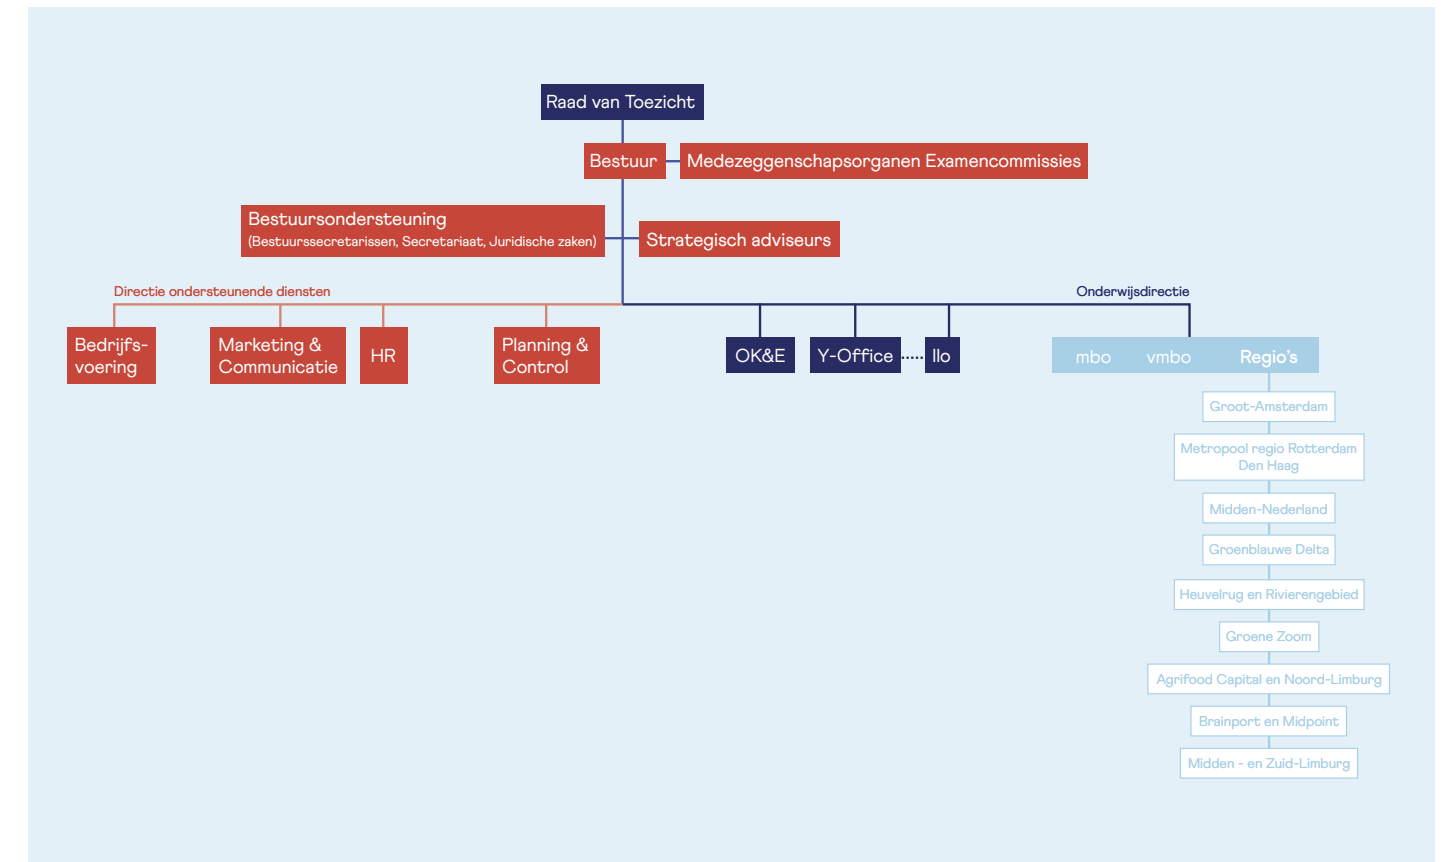 Raad van Toezicht
Bestuur
Medezeggenschapsorganen Examencommissies
Bestuursondersteuning
(Bestuurssecretarissen, Secretariaat, Juridische zaken)
Strategisch adviseurs
Directie ondersteunende diensten
Onderwijsdirectie
Bedrijfs-
voering
Marketing &
Communicatie
HR
Planning &
Control
OK&E
Y-Office
Ilo
mbo
vmbo
Regio's
Groot-Amsterdam
Metropool regio Rotterdam
Den Haag
Midden-Nederland
Groenblauwe Delta
Heuvelrug en Rivierengebied
Groene Zoom
Agrifood Capital en Noord-Limburg
Brainport en Midpoint
Midden - en Zuid-Limburg